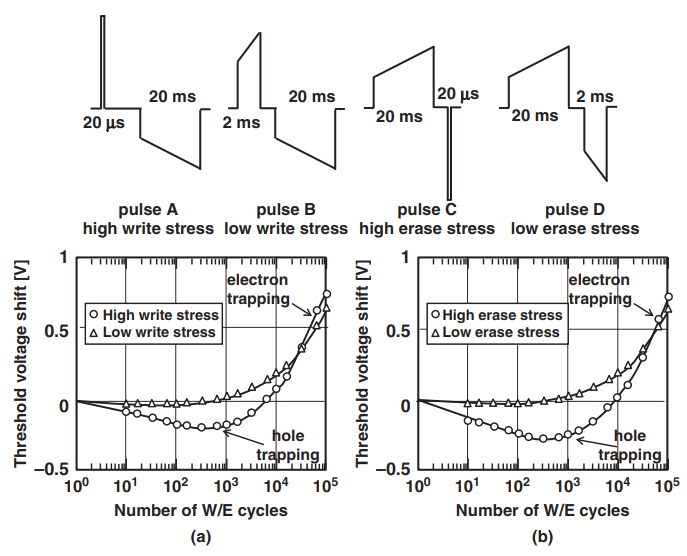 20 ms
20 ms
20 μs
2 ms
20 μs
20 ms
2 ms
20 ms
pulse A
high write stress
pulse B
low write stress
pulse C
high erase stress
pulse D
low erase stress
Threshold voltage shift [V]
1
0.5
0
–0.5
electron
trapping
High write stress
Low write stress
hole
trapping
10⁰ 10¹ 10² 10³ 10⁴ 10⁵
Number of W/E cycles
(a)
Threshold voltage shift [V]
1
0.5
0
–0.5
electron
trapping
High erase stress
Low erase stress
hole
trapping
10⁰ 10¹ 10² 10³ 10⁴ 10⁵
Number of W/E cycles
(b)